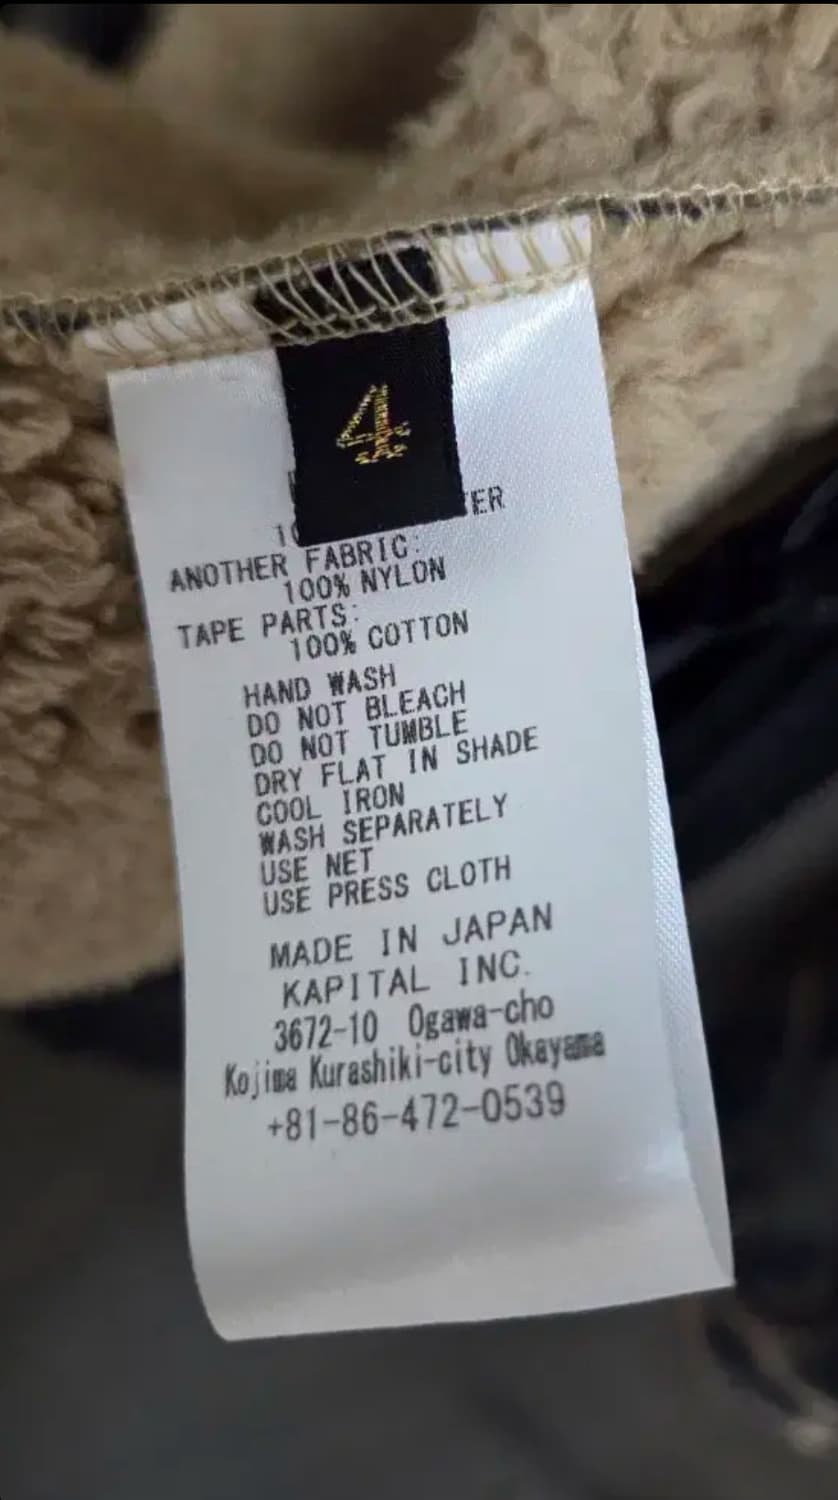 4
ANOTHER FABRIC:
100% NYLON
TAPE PARTS:
100% COTTON
HAND WASH
DO NOT BLEACH
DO NOT TUMBLE
DRY FLAT IN SHADE
COOL IRON
WASH SEPARATELY
USE NET
USE PRESS CLOTH
MADE IN JAPAN
KAPITAL INC.
3672-10 Ogawa-cho
Kojima Kurashiki-city Okayama
+81-86-472-0539